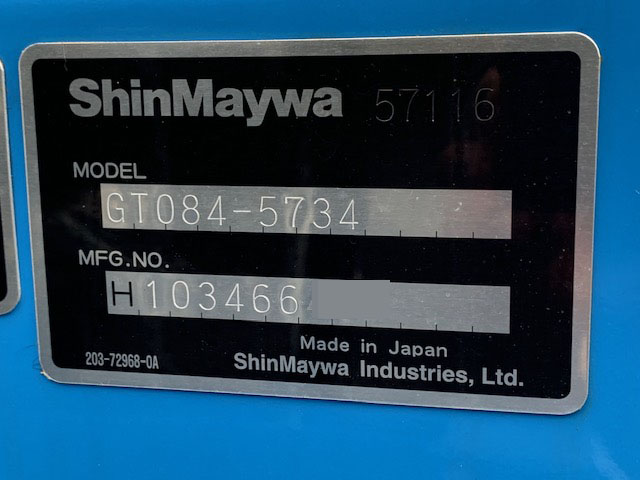 ShinMaywa 57116
MODEL
GT084-5734
MFG.NO.
H103466
Made in Japan
203-72968-0A ShinMaywa Industries, Ltd.